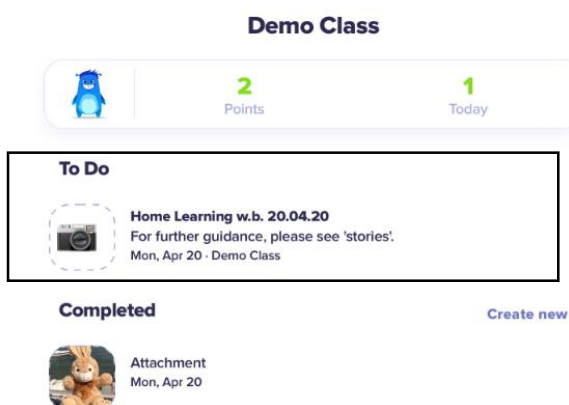 Demo Class
2
Points
1
Today
To Do
Home Learning w.b. 20.04.20
For further guidance, please see 'stories'.
Mon, Apr 20 · Demo Class
Completed
Create new
Attachment
Mon, Apr 20